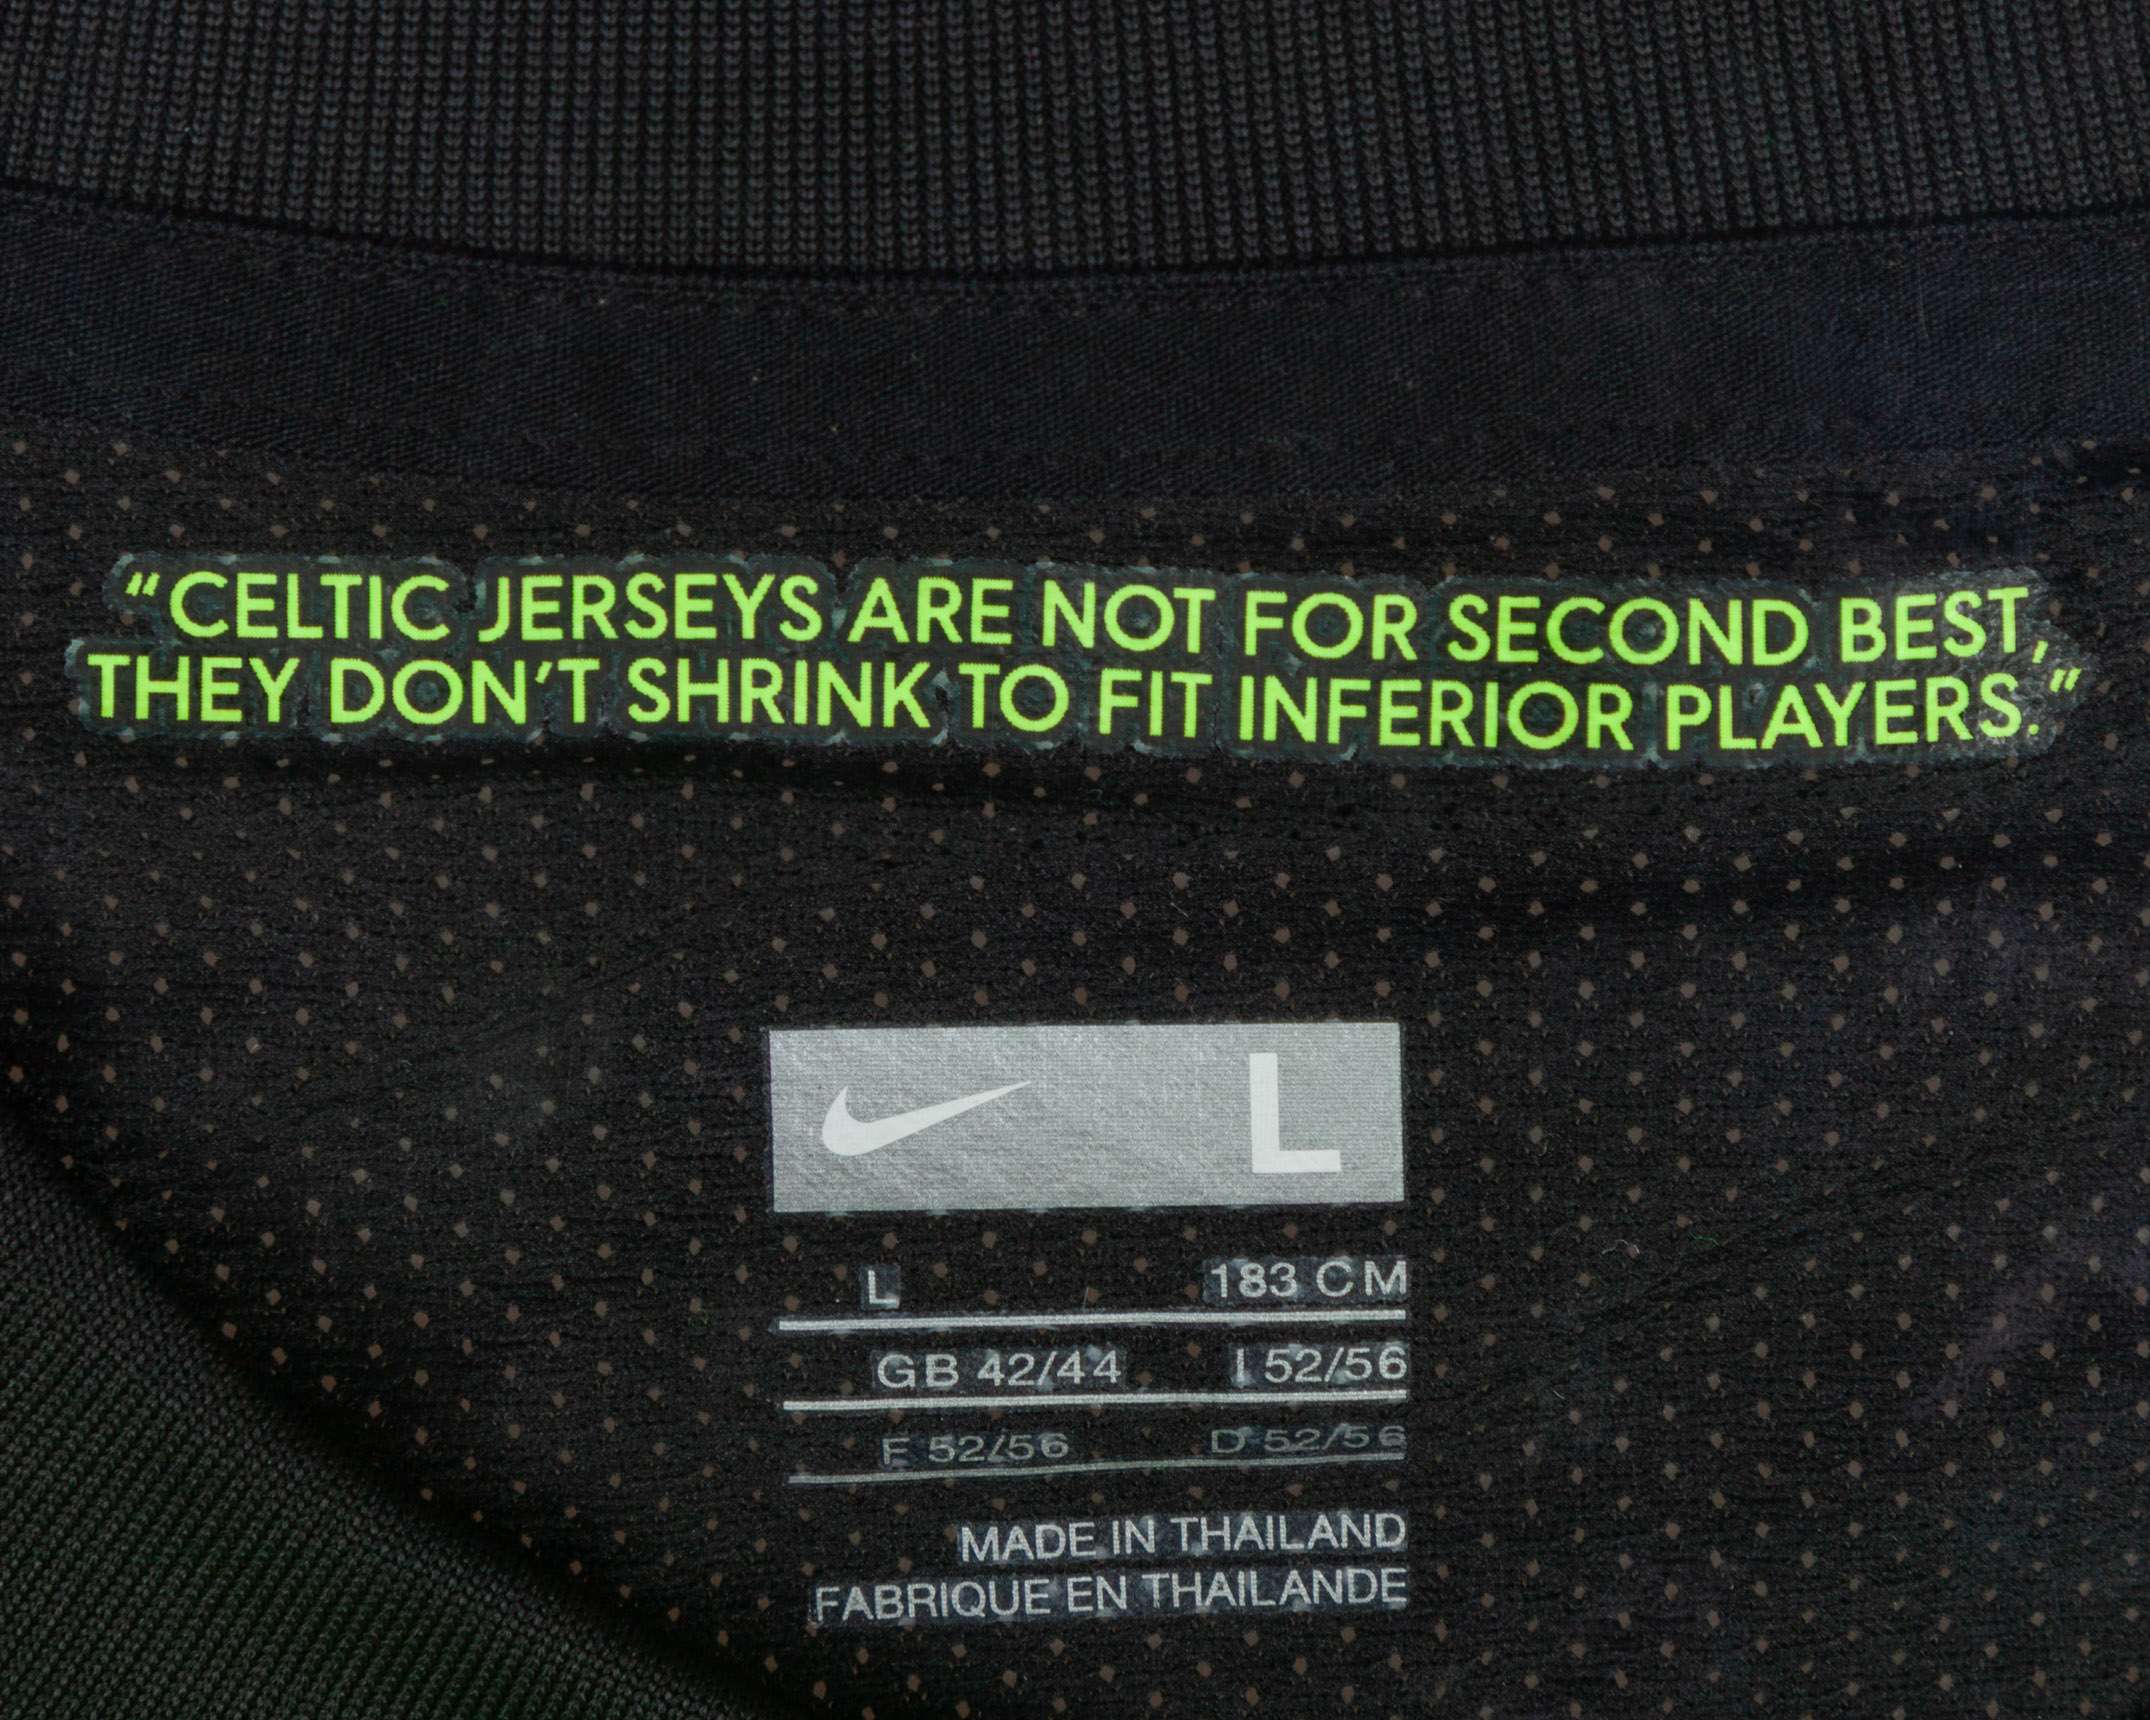 “CELTIC JERSEYS ARE NOT FOR SECOND BEST,
THEY DON’T SHRINK TO FIT INFERIOR PLAYERS.”
L
L 183 CM
GB 42/44 I 52/56
F 52/56 D 52/56
MADE IN THAILAND
FABRIQUE EN THAILANDE